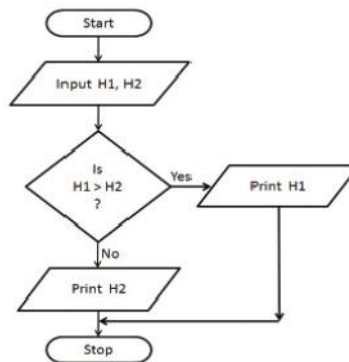 Start
Input H1, H2
Is
H1 > H2
?
Yes
Print H1
No
Print H2
Stop